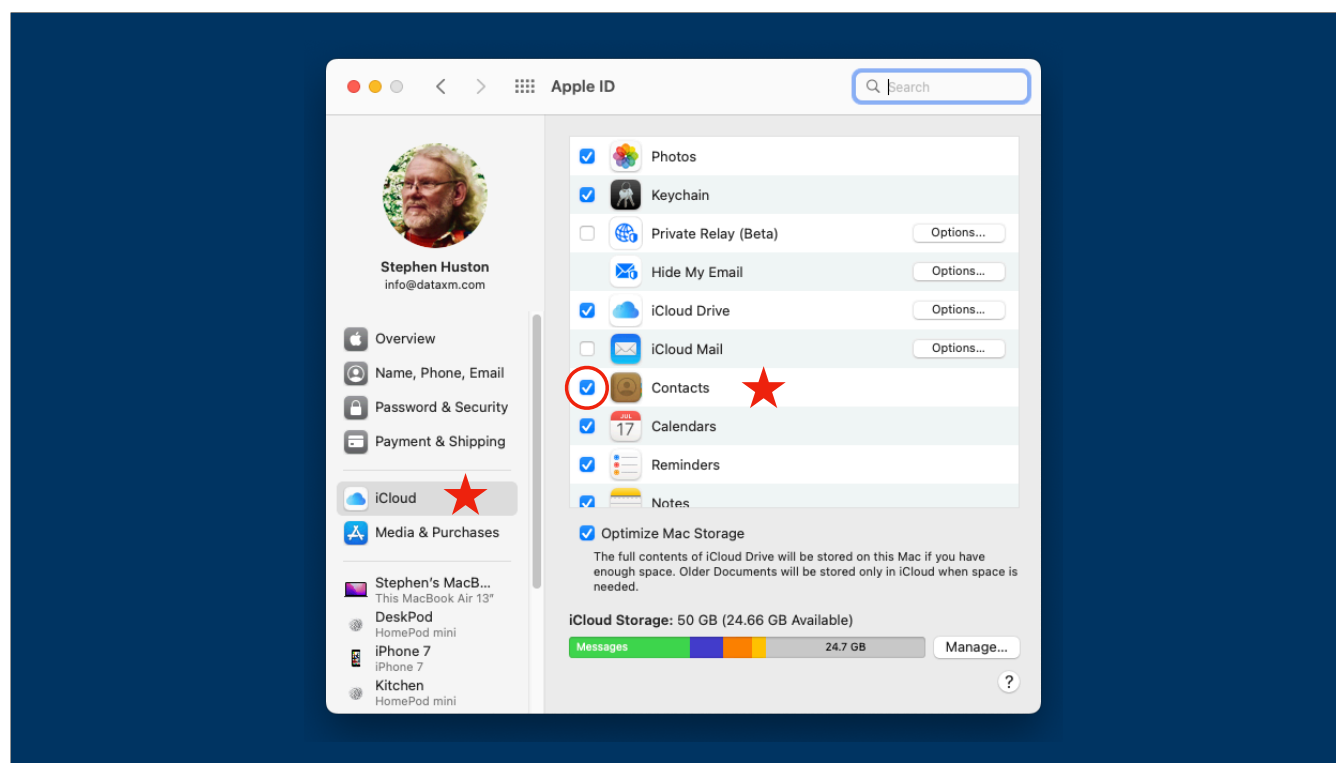 Apple ID
Search
Stephen Huston
info@dataxm.com
Overview
Name, Phone, Email
Password & Security
Payment & Shipping
iCloud
Media & Purchases
Stephen's MacB...
This MacBook Air 13"
DeskPod
HomePod mini
iPhone 7
iPhone 7
Kitchen
HomePod mini
Photos
Keychain
Private Relay (Beta)
Options...
Hide My Email
Options...
iCloud Drive
Options...
iCloud Mail
Options...
Contacts
JUL
17
Calendars
Reminders
Notes
Optimize Mac Storage
The full contents of iCloud Drive will be stored on this Mac if you have
enough space. Older Documents will be stored only in iCloud when space is
needed.
iCloud Storage: 50 GB (24.66 GB Available)
Messages
24.7 GB
Manage...
?